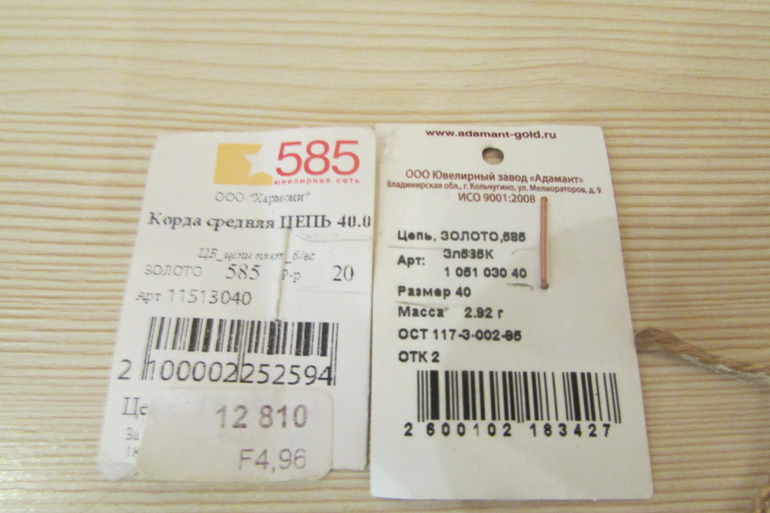 585
ЮВЕЛИРНАЯ СЕТЬ
ООО "Хармони"
Корда средняя ЦЕПЬ 40.0
ЦБ_цепи плет_б/вс
ЗОЛОТО 585 Р-р 20
Арт 11513040
2 100002252594
12 810
F4,96
www.adamant-gold.ru
ООО Ювелирный завод «Адамант»
Владимирская обл., г. Кольчугино, ул. Мелиораторов, д. 9
ИСО 9001:2008
Цепь, ЗОЛОТО,585
Арт: Зл585К
1 051 030 40
Размер 40
Масса 2.92 г
ОСТ 117-3-002-95
ОТК 2
2 600102 183427